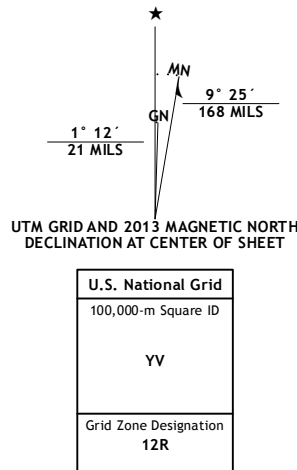 MN
GN
9° 25´
168 MILS
1° 12´
21 MILS
UTM GRID AND 2013 MAGNETIC NORTH
DECLINATION AT CENTER OF SHEET
U.S. National Grid
100,000-m Square ID
YV
Grid Zone Designation
12R